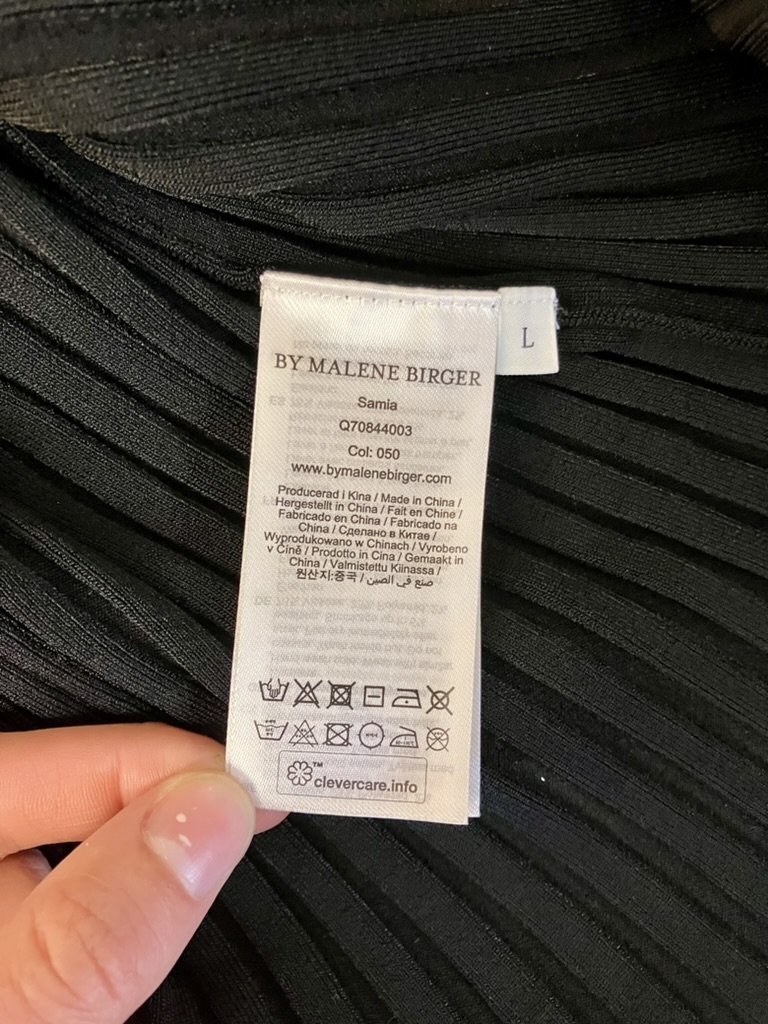 L
BY MALENE BIRGER
Samia
Q70844003
Col: 050
www.bymalenebirger.com
Producerad i Kina / Made in China /
Hergestellt in China / Fait en Chine /
Fabricado en China / Fabricado na
China / Сделано в Китае /
Wyprodukowano w Chinach / Vyrobeno
v Číně / Prodotto in Cina / Gemaakt in
China / Valmistettu Kiinassa /
원산지:중국 / صنع في الصين
™
clevercare.info